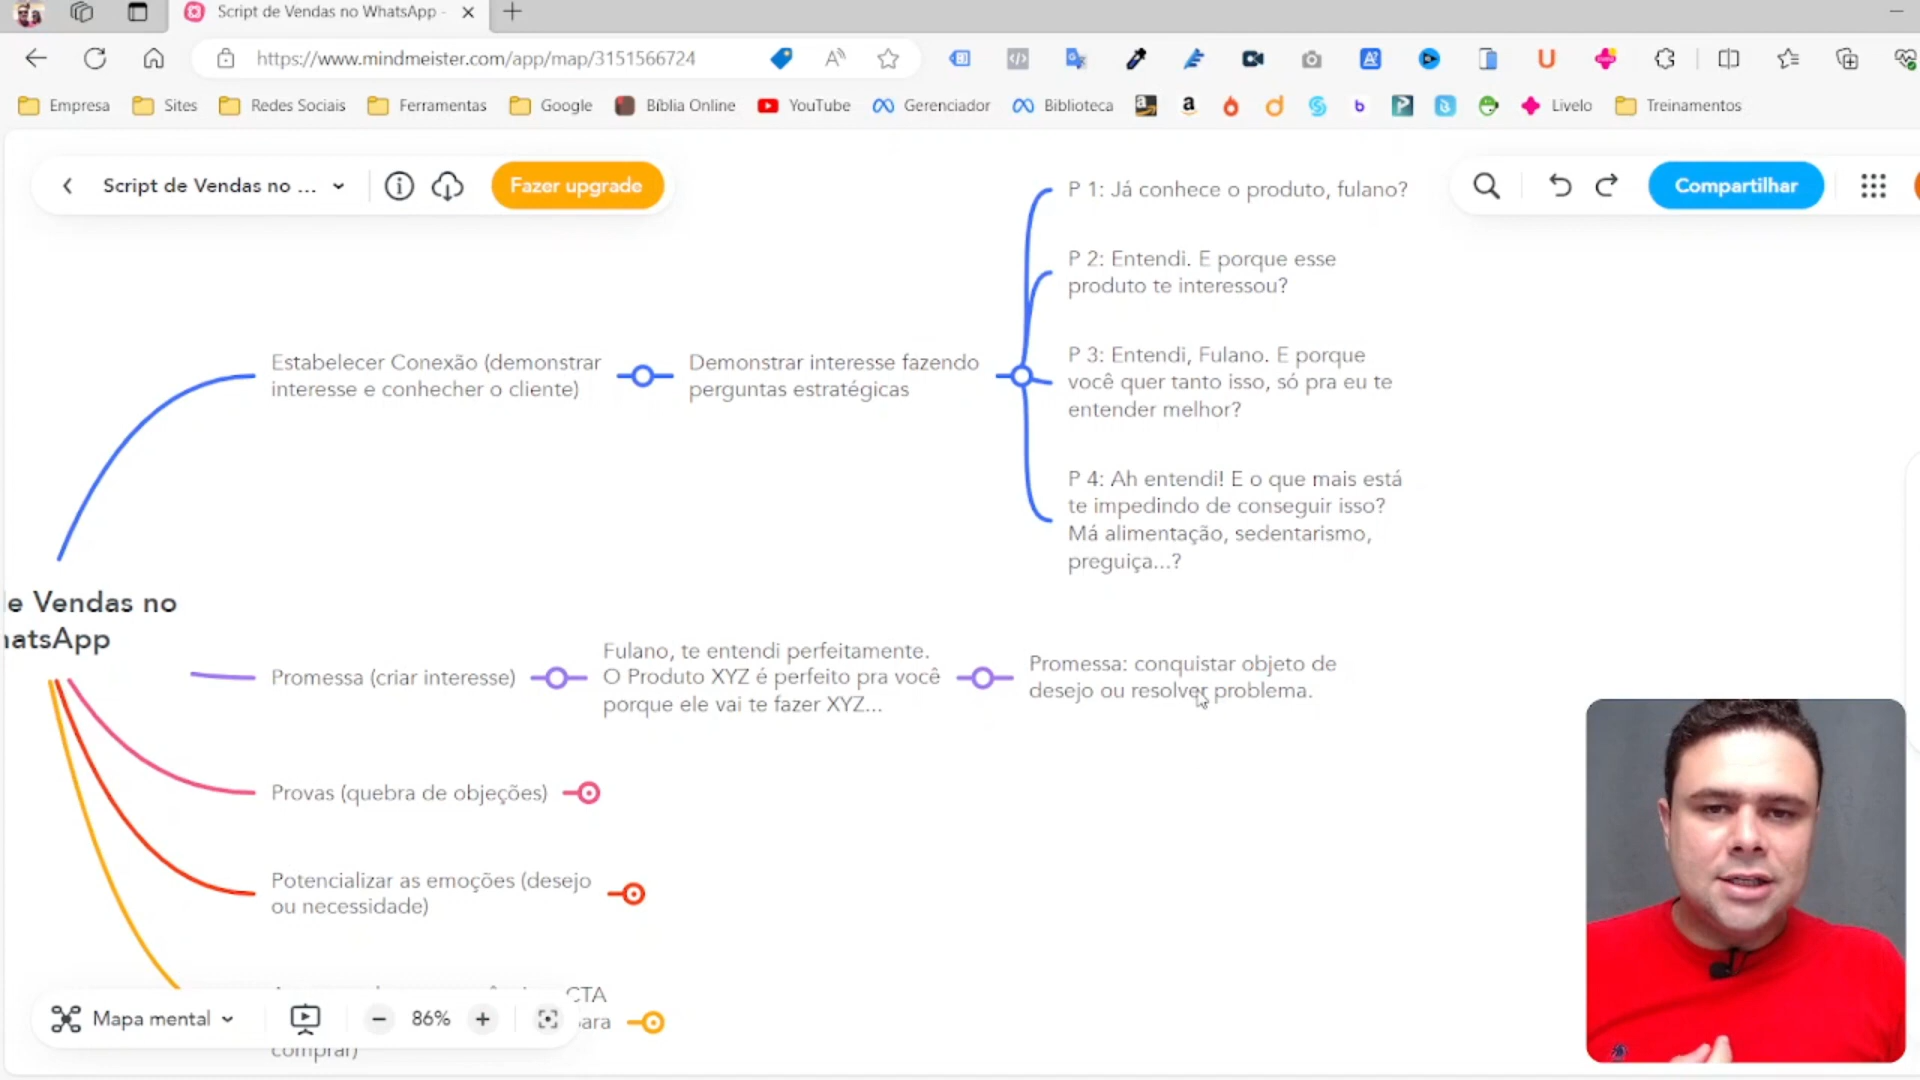 Script de Vendas no WhatsApp -
https://www.mindmeister.com/app/map/3151566724
Empresa
Sites
Redes Sociais
Ferramentas
Google
Bíblia Online
YouTube
Gerenciador
Biblioteca
Livelo
Treinamentos
Script de Vendas no ...
Fazer upgrade
Compartilhar
P 1: Já conhece o produto, fulano?
P 2: Entendi. E porque esse
produto te interessou?
Estabelecer Conexão (demonstrar
interesse e conhecher o cliente)
Demonstrar interesse fazendo
perguntas estratégicas
P 3: Entendi, Fulano. E porque
você quer tanto isso, só pra eu te
entender melhor?
P 4: Ah entendi! E o que mais está
te impedindo de conseguir isso?
Má alimentação, sedentarismo,
preguiça...?
e Vendas no
hatsApp
Promessa (criar interesse)
Fulano, te entendi perfeitamente.
O Produto XYZ é perfeito pra você
porque ele vai te fazer XYZ...
Promessa: conquistar objeto de
desejo ou resolver problema.
Provas (quebra de objeções)
Potencializar as emoções (desejo
ou necessidade)
CTA
para
comprar)
Mapa mental
86%